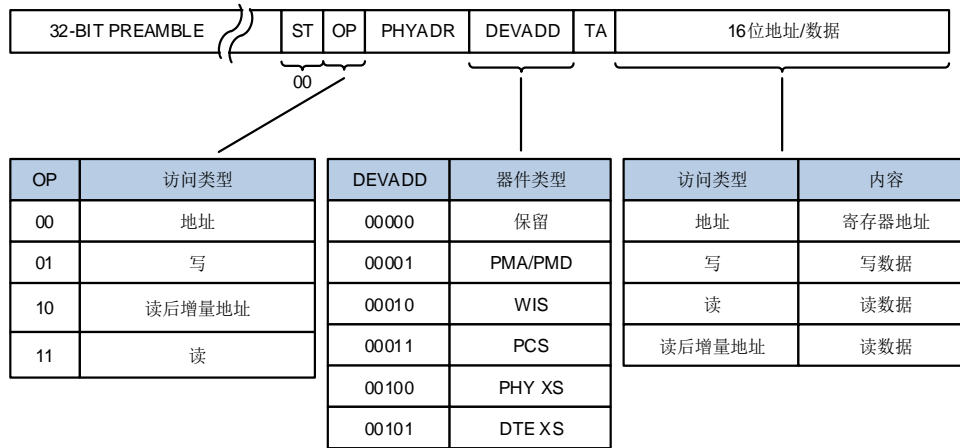 32-BIT PREAMBLE ST OP PHYADR DEVADD TA 16位地址/数据
00
OP 访问类型
00 地址
01 写
10 读后增量地址
11 读
DEVADD 器件类型
00000 保留
00001 PMA/PMD
00010 WIS
00011 PCS
00100 PHY XS
00101 DTE XS
访问类型 内容
地址 寄存器地址
写 写数据
读 读数据
读后增量地址 读数据